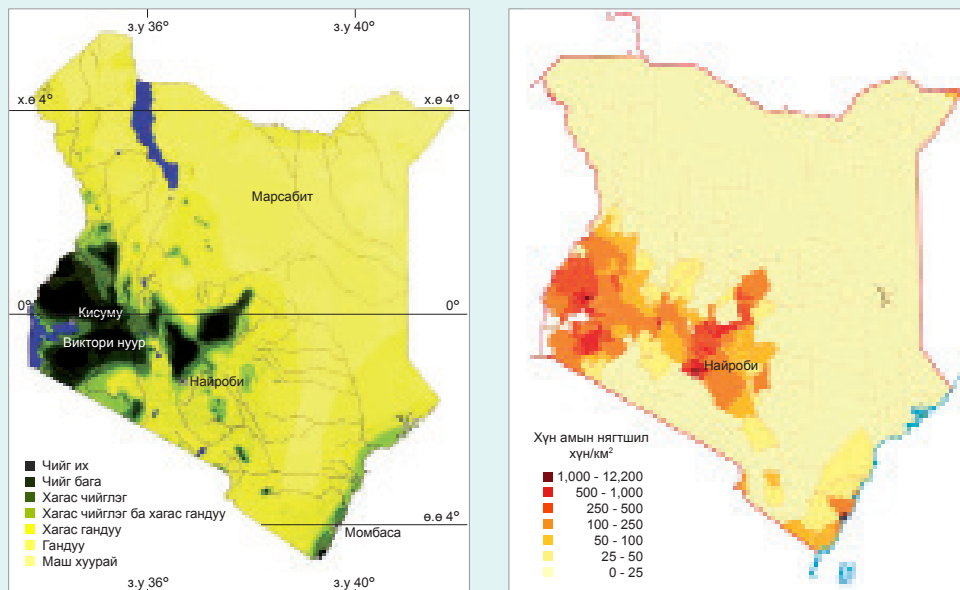 з.у 36°
з.у 40°
х.ө 4°
Марсабит
0°
0°
Кисуму
Виктори нуур
Найроби
Чийг их
Чийг бага
Хагас чийглэг
Хагас чийглэг ба хагас гандуу
Хагас гандуу
Гандуу
Маш хуурай
ө.ө 4°
Момбаса
з.у 36°
з.у 40°
Найроби
Хүн амын нягтшил
хүн/км²
1,000 - 12,200
500 - 1,000
250 - 500
100 - 250
50 - 100
25 - 50
0 - 25